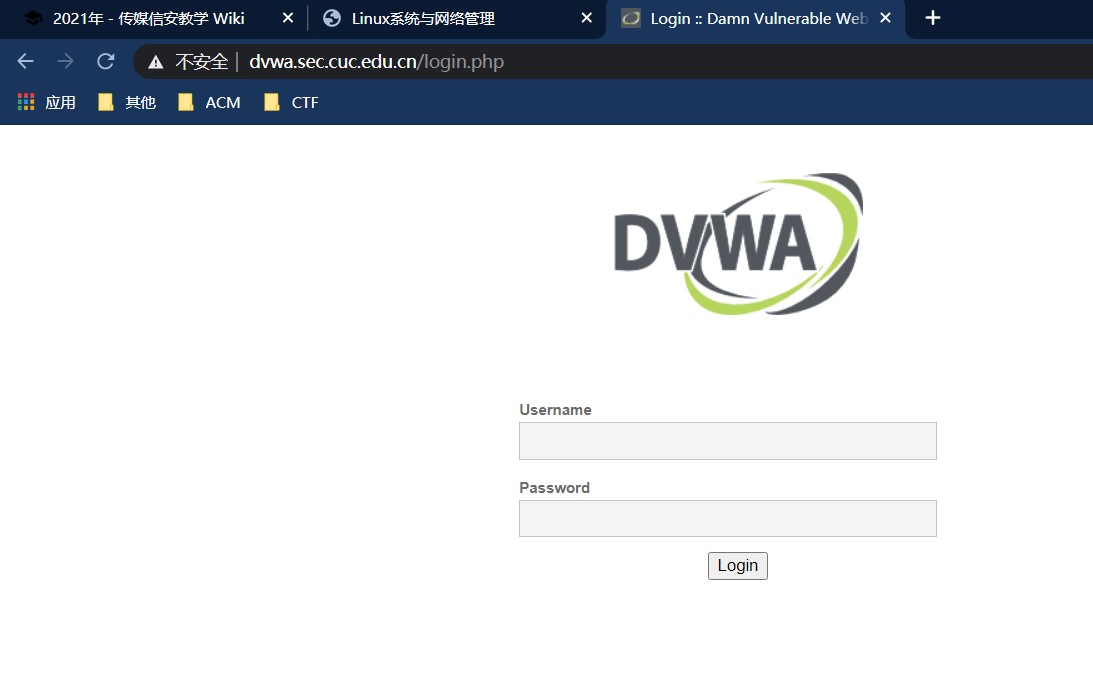 2021年 - 传媒信安教学 Wiki
Linux系统与网络管理
Login :: Damn Vulnerable Web
不安全 | dvwa.sec.cuc.edu.cn/login.php
应用 其他 ACM CTF
DVWA
Username
Password
Login